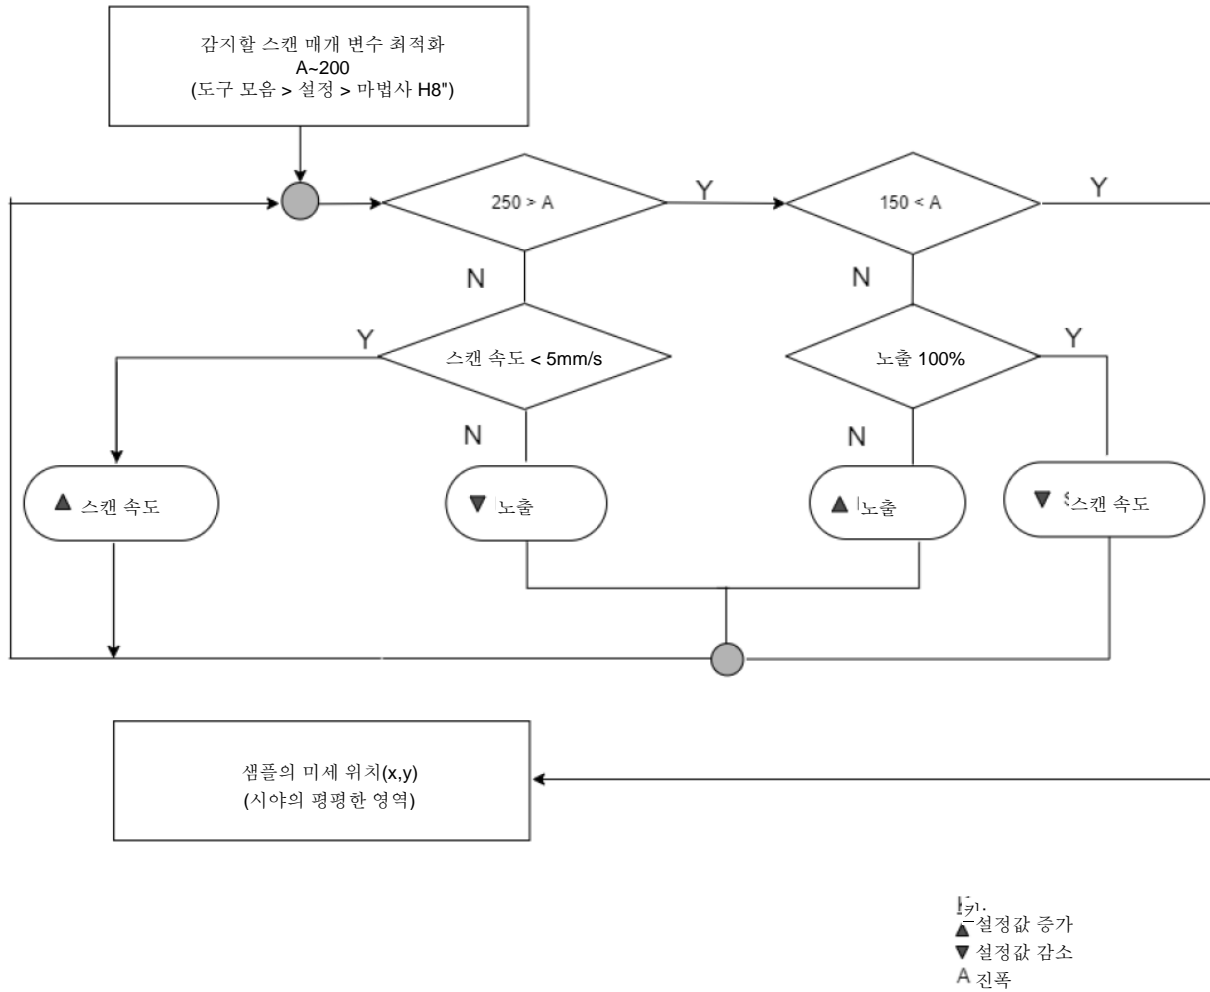 감지할 스캔 매개 변수 최적화
A~200
(도구 모음 > 설정 > 마법사 H8")
250 > A
Y
150 < A
Y
N
N
Y
스캔 속도 < 5mm/s
노출 100%
Y
N
N
▲ 스캔 속도
▼ 노출
▲ 노출
▼ 스캔 속도
샘플의 미세 위치(x,y)
(시야의 평평한 영역)
키:
▲ 설정값 증가
▼ 설정값 감소
A 진폭